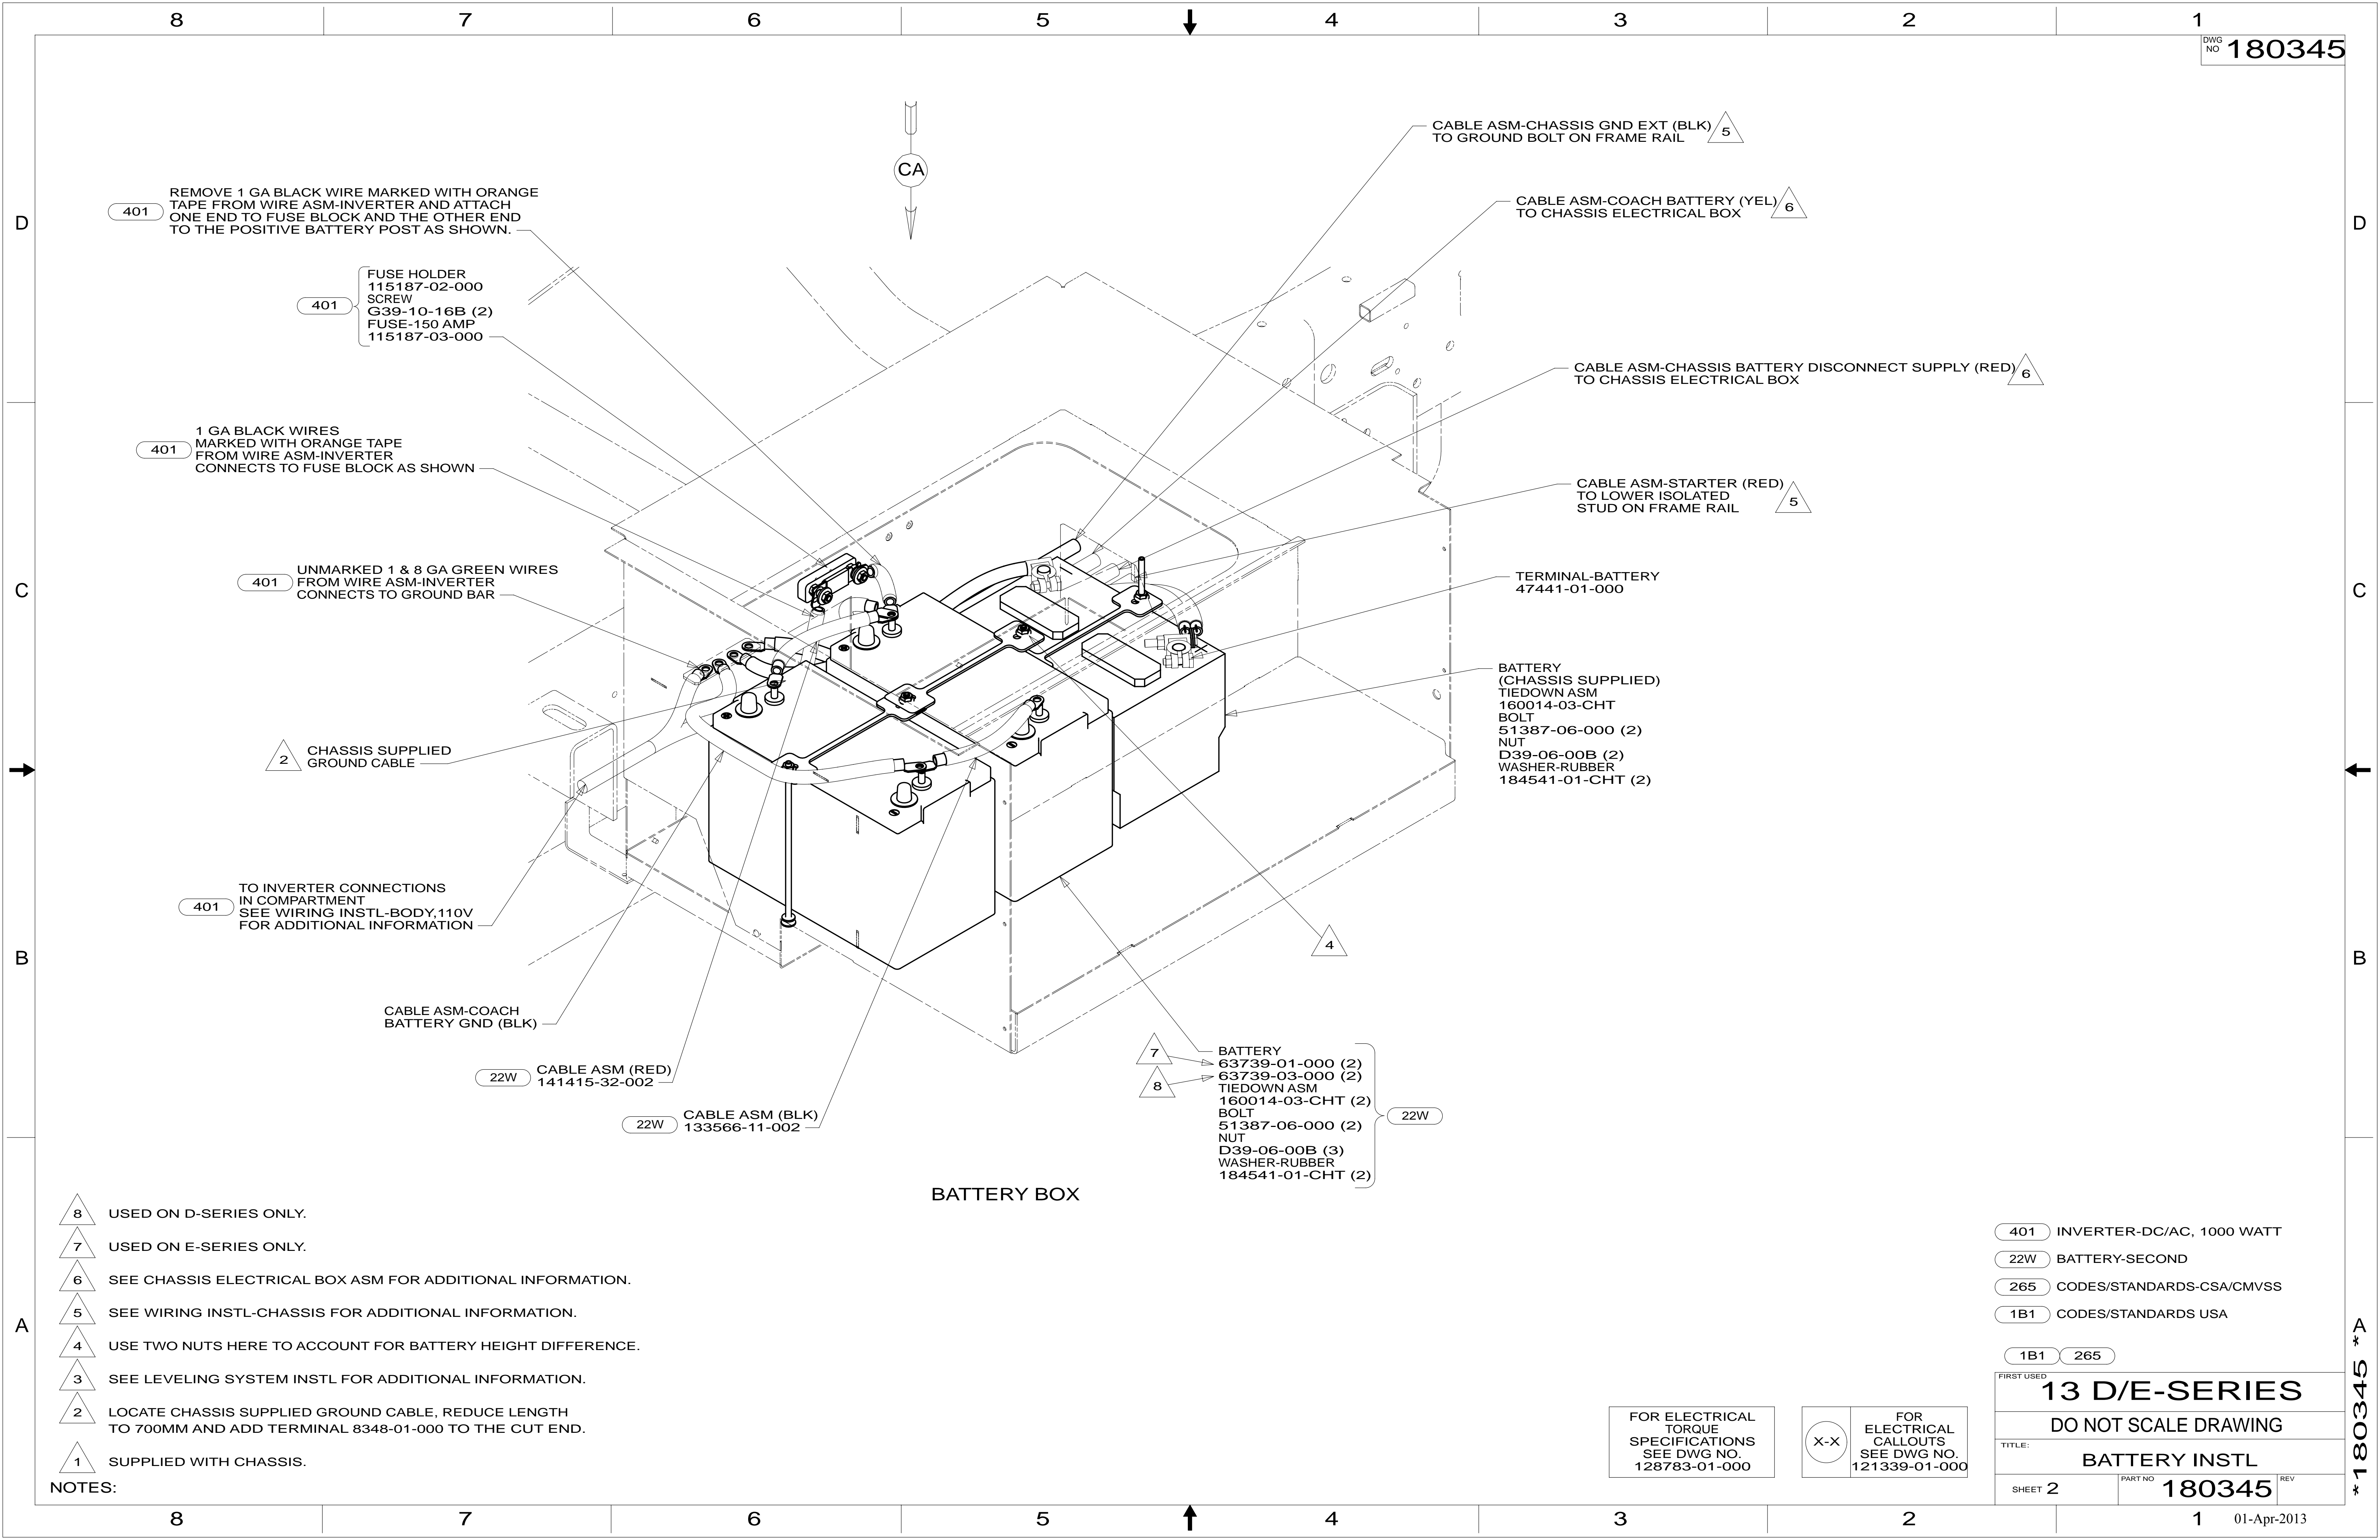 8 7 6 5 4 3 2 1
DWG
NO 180345
D
D
C
C
B
B
A
A
CA
CABLE ASM-CHASSIS GND EXT (BLK)
TO GROUND BOLT ON FRAME RAIL
5
401
REMOVE 1 GA BLACK WIRE MARKED WITH ORANGE
TAPE FROM WIRE ASM-INVERTER AND ATTACH
ONE END TO FUSE BLOCK AND THE OTHER END
TO THE POSITIVE BATTERY POST AS SHOWN.
CABLE ASM-COACH BATTERY (YEL)
TO CHASSIS ELECTRICAL BOX
6
401
FUSE HOLDER
115187-02-000
SCREW
G39-10-16B (2)
FUSE-150 AMP
115187-03-000
CABLE ASM-CHASSIS BATTERY DISCONNECT SUPPLY (RED)
TO CHASSIS ELECTRICAL BOX
6
401
1 GA BLACK WIRES
MARKED WITH ORANGE TAPE
FROM WIRE ASM-INVERTER
CONNECTS TO FUSE BLOCK AS SHOWN
CABLE ASM-STARTER (RED)
TO LOWER ISOLATED
STUD ON FRAME RAIL
5
401
UNMARKED 1 & 8 GA GREEN WIRES
FROM WIRE ASM-INVERTER
CONNECTS TO GROUND BAR
TERMINAL-BATTERY
47441-01-000
BATTERY
(CHASSIS SUPPLIED)
TIEDOWN ASM
160014-03-CHT
BOLT
51387-06-000 (2)
NUT
D39-06-00B (2)
WASHER-RUBBER
184541-01-CHT (2)
2
CHASSIS SUPPLIED
GROUND CABLE
401
TO INVERTER CONNECTIONS
IN COMPARTMENT
SEE WIRING INSTL-BODY,110V
FOR ADDITIONAL INFORMATION
4
CABLE ASM-COACH
BATTERY GND (BLK)
22W
CABLE ASM (RED)
141415-32-002
22W
CABLE ASM (BLK)
133566-11-002
7
8
BATTERY
63739-01-000 (2)
63739-03-000 (2)
TIEDOWN ASM
160014-03-CHT (2)
BOLT
51387-06-000 (2)
NUT
D39-06-00B (3)
WASHER-RUBBER
184541-01-CHT (2)
22W
BATTERY BOX
8 USED ON D-SERIES ONLY.
7 USED ON E-SERIES ONLY.
6 SEE CHASSIS ELECTRICAL BOX ASM FOR ADDITIONAL INFORMATION.
5 SEE WIRING INSTL-CHASSIS FOR ADDITIONAL INFORMATION.
4 USE TWO NUTS HERE TO ACCOUNT FOR BATTERY HEIGHT DIFFERENCE.
3 SEE LEVELING SYSTEM INSTL FOR ADDITIONAL INFORMATION.
2 LOCATE CHASSIS SUPPLIED GROUND CABLE, REDUCE LENGTH
TO 700MM AND ADD TERMINAL 8348-01-000 TO THE CUT END.
1 SUPPLIED WITH CHASSIS.
NOTES:
401 INVERTER-DC/AC, 1000 WATT
22W BATTERY-SECOND
265 CODES/STANDARDS-CSA/CMVSS
1B1 CODES/STANDARDS USA
1B1 265
FOR ELECTRICAL
TORQUE
SPECIFICATIONS
SEE DWG NO.
128783-01-000
X-X
FOR
ELECTRICAL
CALLOUTS
SEE DWG NO.
121339-01-000
FIRST USED
13 D/E-SERIES
DO NOT SCALE DRAWING
TITLE:
BATTERY INSTL
SHEET 2
PART NO 180345
REV
*180345*
8 7 6 5 4 3 2 1
01-Apr-2013